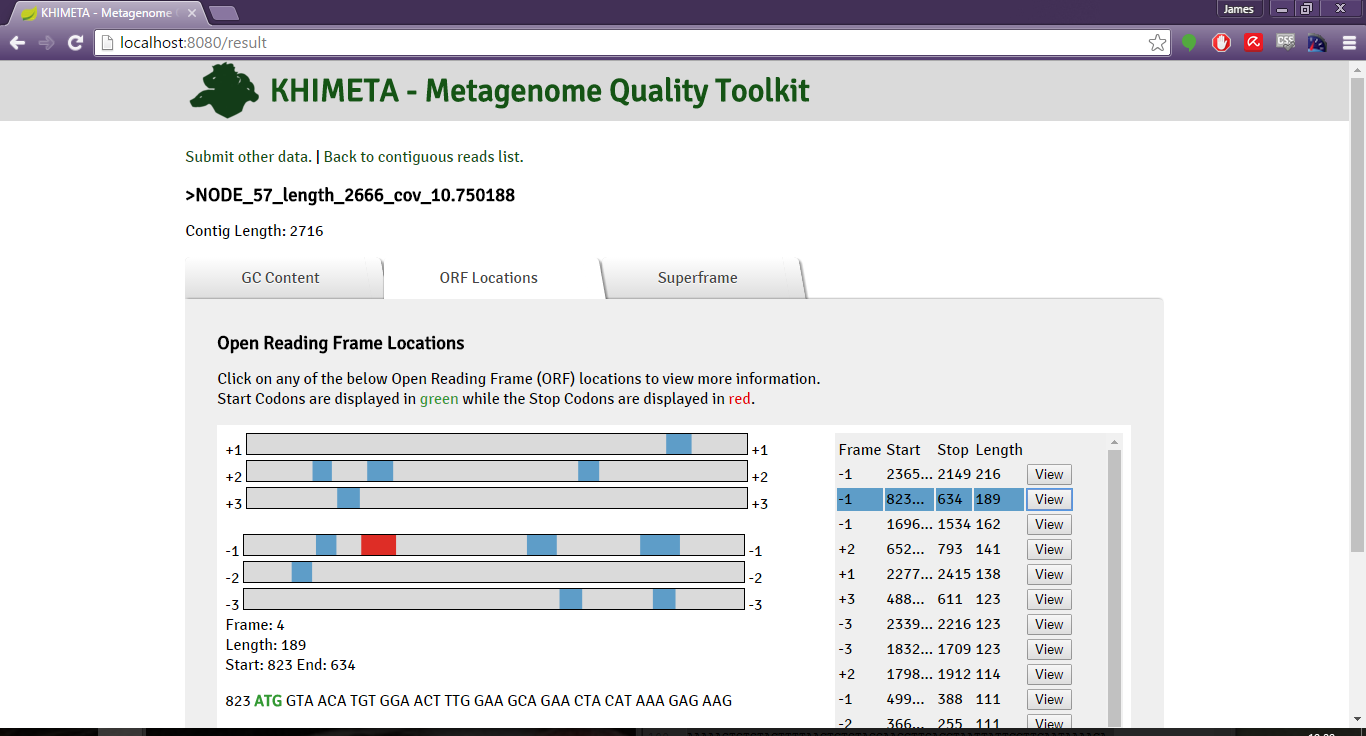 KHIMETA - Metagenome
James
localhost:8080/result
CSS
KHIMETA - Metagenome Quality Toolkit
Submit other data. | Back to contiguous reads list.
>NODE_57_length_2666_cov_10.750188
Contig Length: 2716
GC Content ORF Locations Superframe
Open Reading Frame Locations
Click on any of the below Open Reading Frame (ORF) locations to view more information.
Start Codons are displayed in green while the Stop Codons are displayed in red.
+1 +1
+2 +2
+3 +3
-1 -1
-2 -2
-3 -3
Frame: 4
Length: 189
Start: 823 End: 634
823 ATG GTA ACA TGT GGA ACT TTG GAA GCA GAA CTA CAT AAA GAG AAG
Frame Start Stop Length
-1 2365... 2149 216 View
-1 823... 634 189 View
-1 1696... 1534 162 View
+2 652... 793 141 View
+1 2277... 2415 138 View
+3 488... 611 123 View
-3 2339... 2216 123 View
-3 1832... 1709 123 View
+2 1798... 1912 114 View
-1 499... 388 111 View
-2 366... 255 111 View